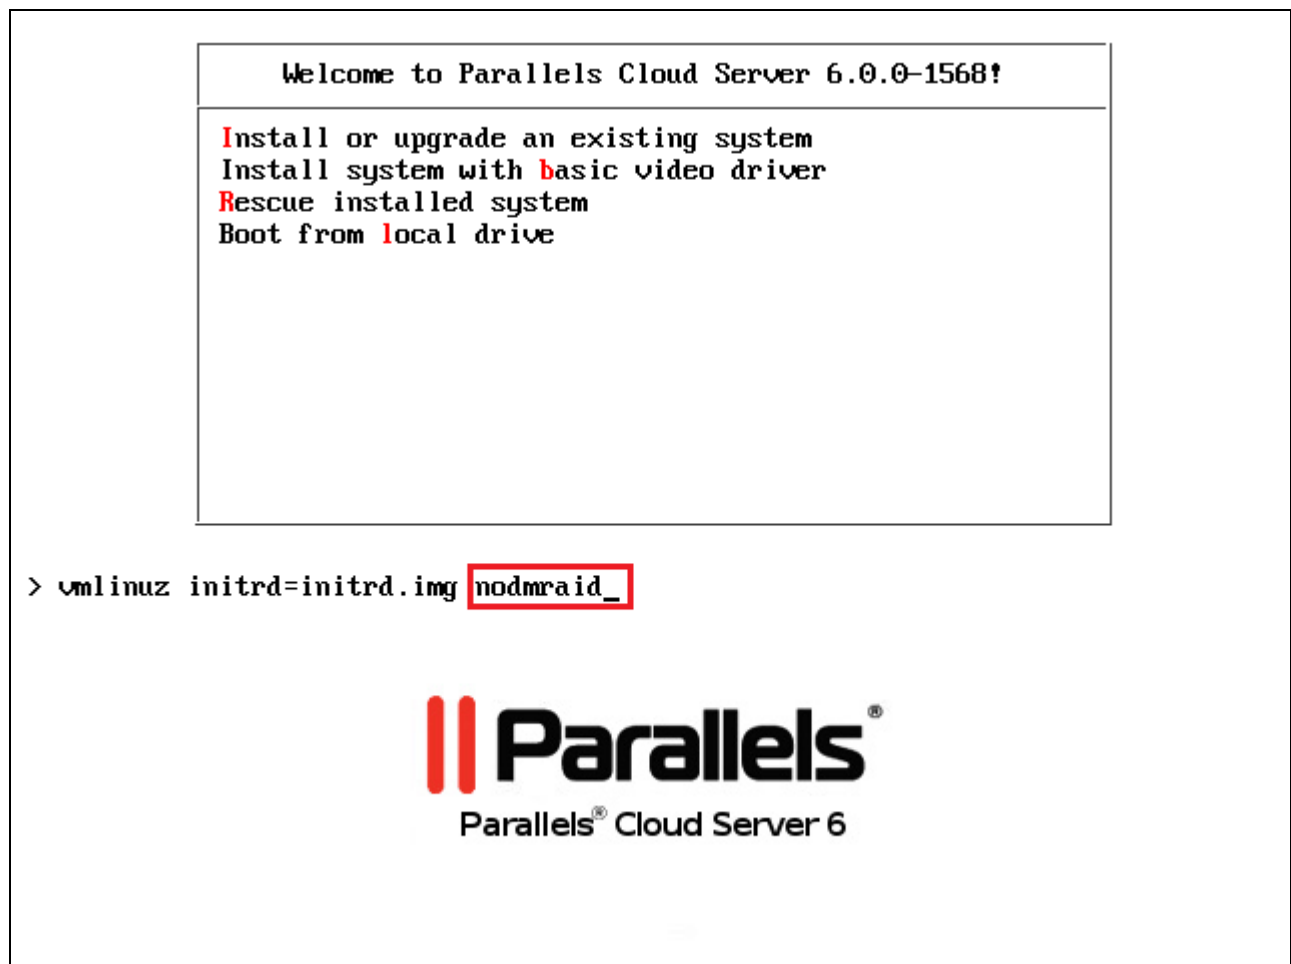 Welcome to Parallels Cloud Server 6.0.0-1568!
Install or upgrade an existing system
Install system with basic video driver
Rescue installed system
Boot from local drive
> vmlinuz initrd=initrd.img nodmraid_
Parallels®
Parallels® Cloud Server 6